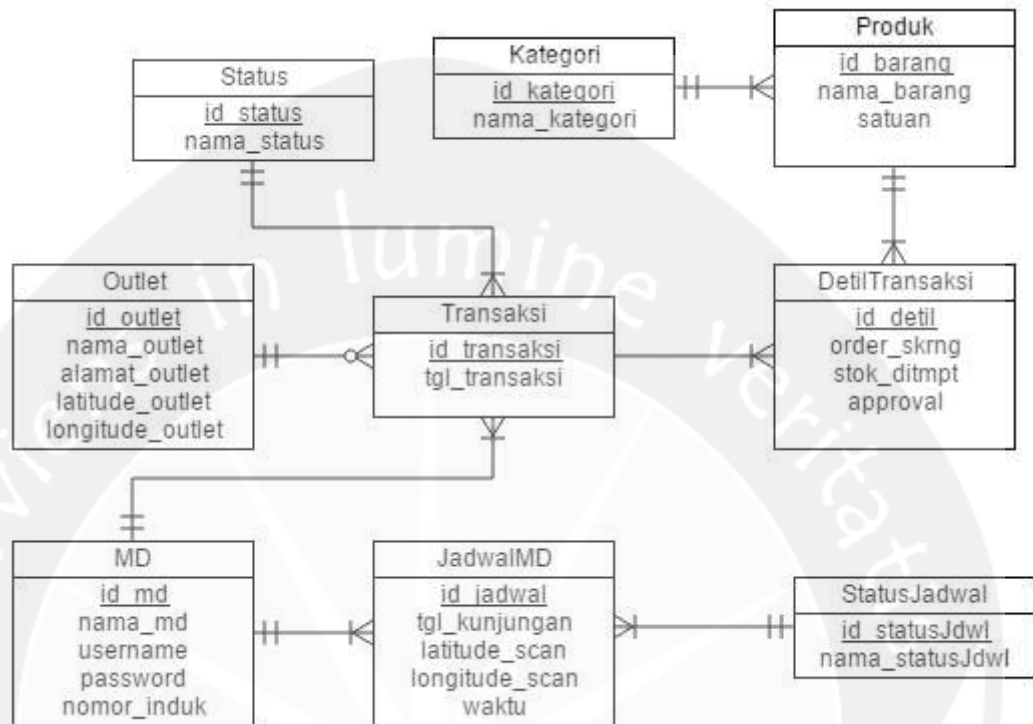 Produk
id_barang
nama_barang
satuan
Kategori
id_kategori
nama_kategori
Status
id_status
nama_status
Outlet
id_outlet
nama_outlet
alamat_outlet
latitude_outlet
longitude_outlet
Transaksi
id_transaksi
tgl_transaksi
DetilTransaksi
id_detil
order_skrng
stok_ditmpt
approval
MD
id_md
nama_md
username
password
nomor_induk
JadwalMD
id_jadwal
tgl_kunjungan
latitude_scan
longitude_scan
waktu
StatusJadwal
id_statusJdwl
nama_statusJdwl
in lumine